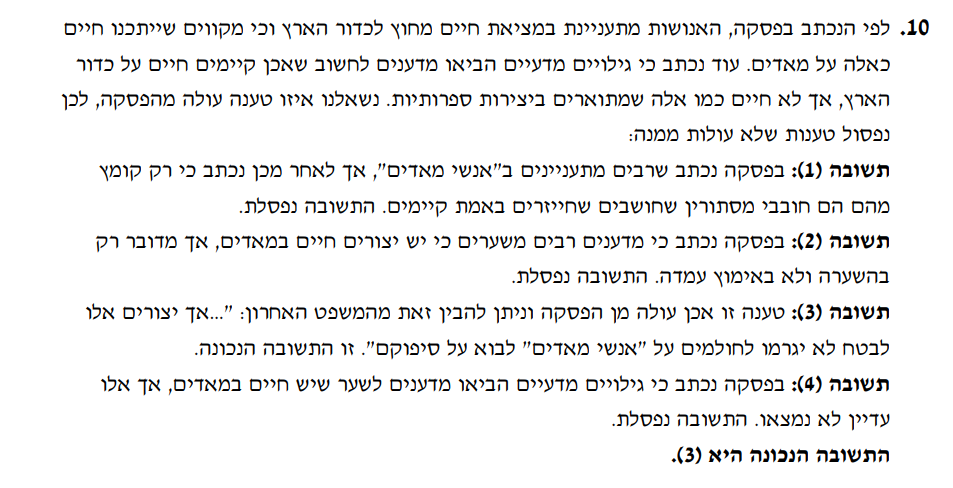 10. לפי הנכתב בפסקה, האנושות מתעניינת במציאת חיים מחוץ לכדור הארץ וכי מקווים שייתכנו חיים
כאלה על מאדים. עוד נכתב כי גילויים מדעיים הביאו מדענים לחשוב שאכן קיימים חיים על כדור
הארץ, אך לא חיים כמו אלה שמתוארים ביצירות ספרותיות. נשאלנו איזו טענה עולה מהפסקה, לכן
נפסול טענות שלא עולות ממנה:
תשובה (1): בפסקה נכתב שרבים מתעניינים ב"אנשי מאדים", אך לאחר מכן נכתב כי רק קומץ
מהם הם חובבי מסתורין שחושבים שחייזרים באמת קיימים. התשובה נפסלת.
תשובה (2): בפסקה נכתב כי מדענים רבים משערים כי יש יצורים חיים במאדים, אך מדובר רק
בהשערה ולא באימוץ עמדה. התשובה נפסלת.
תשובה (3): טענה זו אכן עולה מן הפסקה וניתן להבין זאת מהמשפט האחרון: "...אך יצורים אלו
לבטח לא יגרמו לחולמים על "אנשי מאדים" לבוא על סיפוקם". זו התשובה הנכונה.
תשובה (4): בפסקה נכתב כי גילויים מדעיים הביאו מדענים לשער שיש חיים במאדים, אך אלו
עדיין לא נמצאו. התשובה נפסלת.
התשובה הנכונה היא (3).